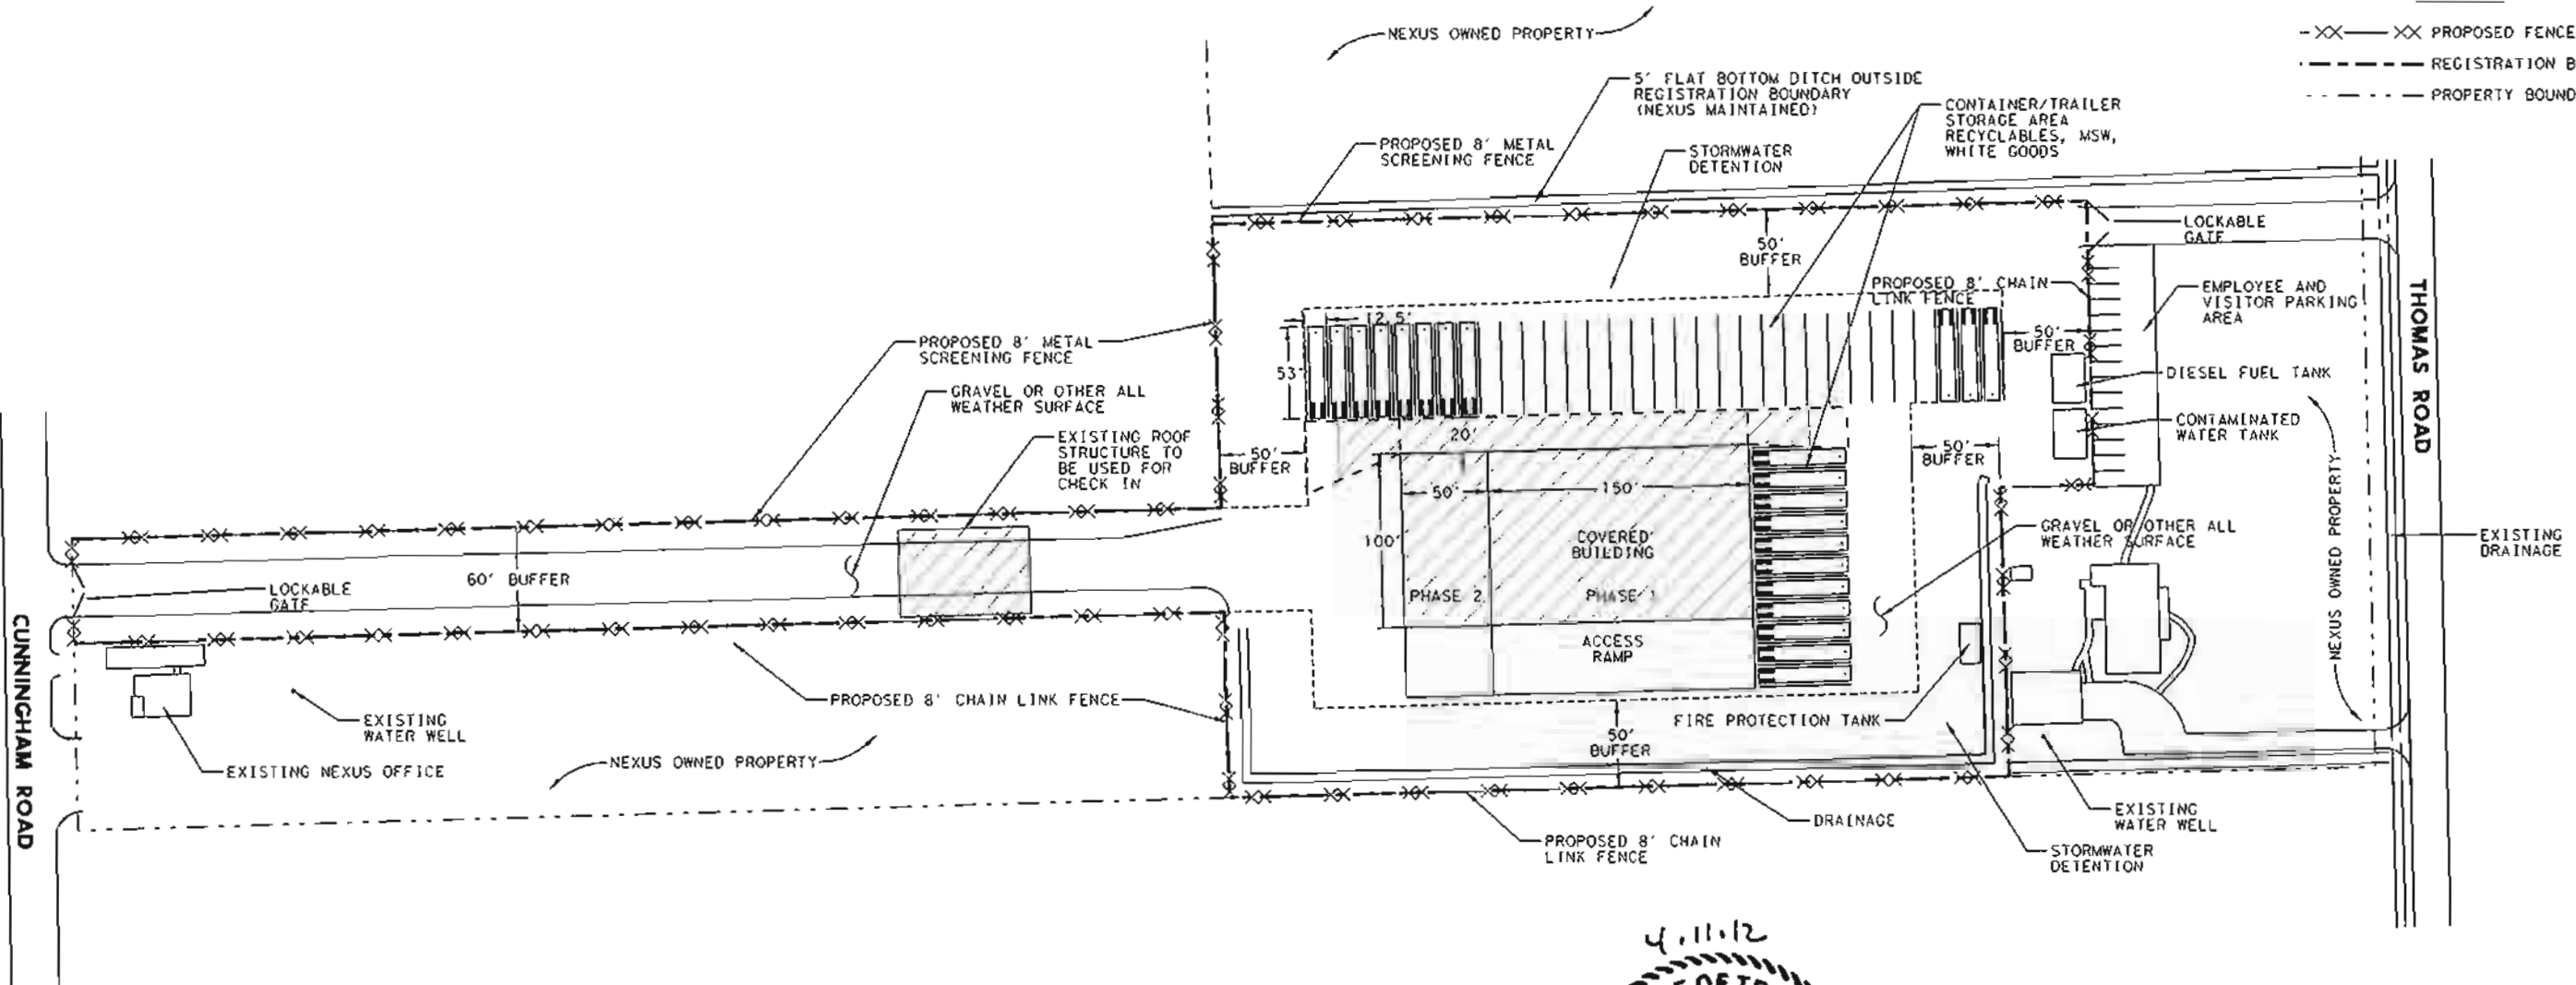 NEXUS OWNED PROPERTY
XX XX PROPOSED FENCE
REGISTRATION B
PROPERTY BOUND
5' FLAT BOTTOM DITCH OUTSIDE
REGISTRATION BOUNDARY
(NEXUS MAINTAINED)
CONTAINER/TRAILER
STORAGE AREA
RECYCLABLES, MSW,
WHITE GOODS
PROPOSED 8' METAL
SCREENING FENCE
STORMWATER
DETENTION
LOCKABLE
GATE
50'
BUFFER
PROPOSED 8' CHAIN
LINK FENCE
EMPLOYEE AND
VISITOR PARKING
AREA
THOMAS ROAD
12.5'
53'
50'
BUFFER
PROPOSED 8' METAL
SCREENING FENCE
DIESEL FUEL TANK
GRAVEL OR OTHER ALL
WEATHER SURFACE
CONTAMINATED
WATER TANK
EXISTING ROOF
STRUCTURE TO
BE USED FOR
CHECK IN
20'
50'
BUFFER
50'
BUFFER
50'
150'
NEXUS OWNED PROPERTY
GRAVEL OR OTHER ALL
WEATHER SURFACE
EXISTING
DRAINAGE
100'
COVERED
BUILDING
60' BUFFER
LOCKABLE
GATE
PHASE 2
PHASE 1
CUNNINGHAM ROAD
ACCESS
RAMP
PROPOSED 8' CHAIN LINK FENCE
EXISTING
WATER WELL
FIRE PROTECTION TANK
50'
BUFFER
NEXUS OWNED PROPERTY
EXISTING NEXUS OFFICE
DRAINAGE
EXISTING
WATER WELL
PROPOSED 8' CHAIN
LINK FENCE
STORMWATER
DETENTION
4.11.12